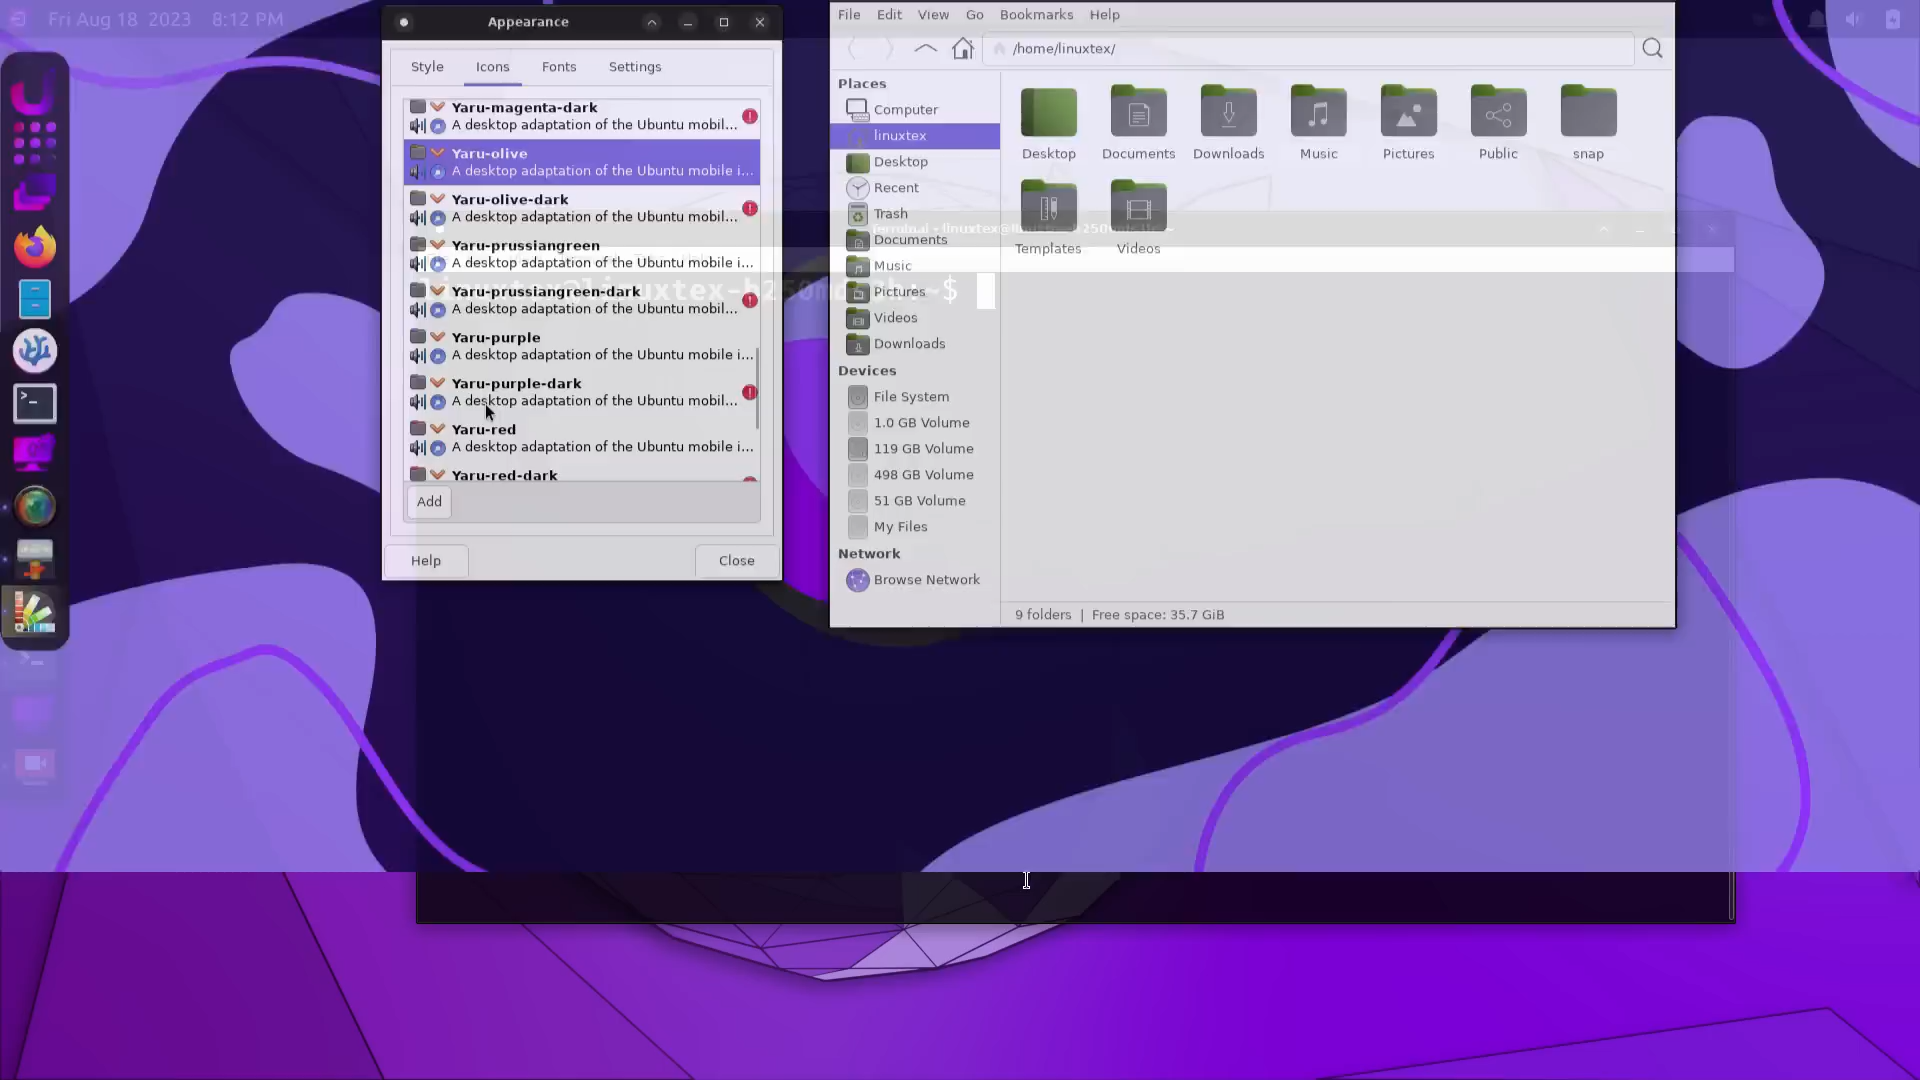 Fri Aug 18 2023 8:12 PM
Appearance
Style Icons Fonts Settings
Yaru-magenta-dark
A desktop adaptation of the Ubuntu mobil...
Yaru-olive
A desktop adaptation of the Ubuntu mobile i...
Yaru-olive-dark
A desktop adaptation of the Ubuntu mobil...
Yaru-prussiangreen
A desktop adaptation of the Ubuntu mobile i...
Yaru-prussiangreen-dark
A desktop adaptation of the Ubuntu mobil...
Yaru-purple
A desktop adaptation of the Ubuntu mobile i...
Yaru-purple-dark
A desktop adaptation of the Ubuntu mobil...
Yaru-red
A desktop adaptation of the Ubuntu mobile i...
Yaru-red-dark
Add
Help Close
File Edit View Go Bookmarks Help
/home/linuxtex/
Places
Computer
linuxtex
Desktop
Recent
Trash
Documents
Music
Pictures
Videos
Downloads
Devices
File System
1.0 GB Volume
119 GB Volume
498 GB Volume
51 GB Volume
My Files
Network
Browse Network
Desktop Documents Downloads Music Pictures Public snap
Templates Videos
9 folders | Free space: 35.7 GiB